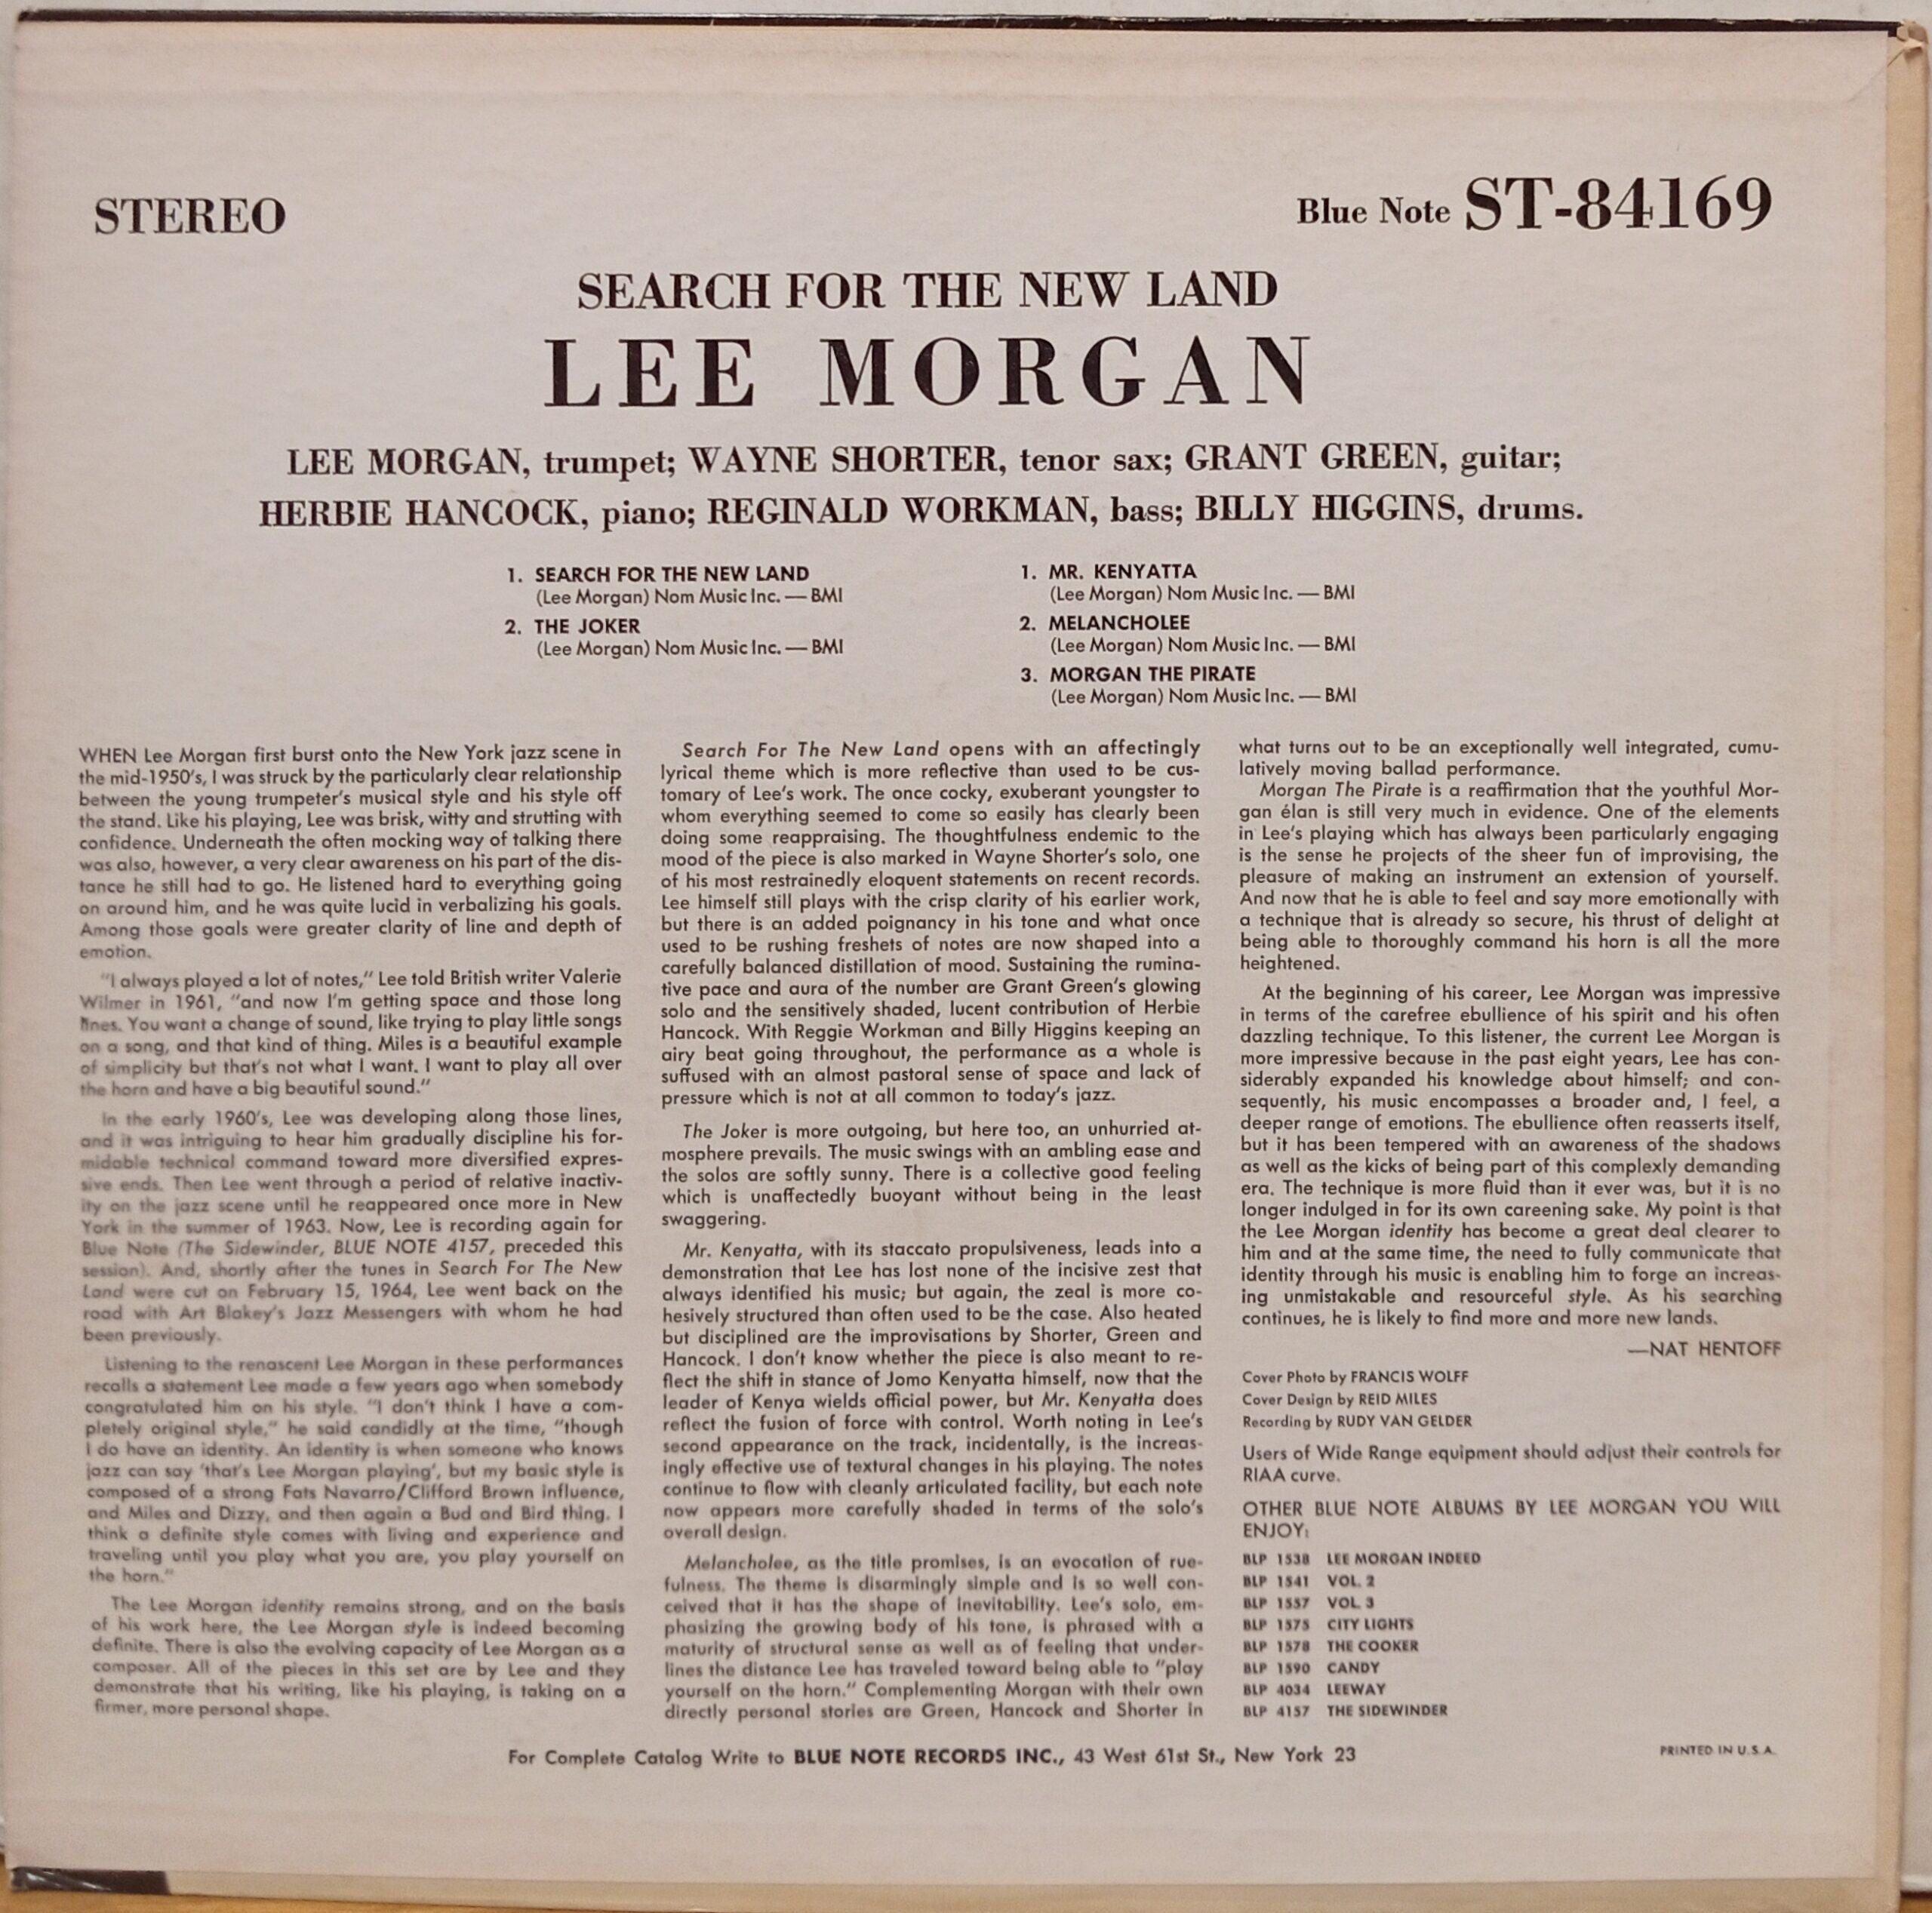 STEREO
Blue Note ST-84169
SEARCH FOR THE NEW LAND
LEE MORGAN
LEE MORGAN, trumpet; WAYNE SHORTER, tenor sax; GRANT GREEN, guitar;
HERBIE HANCOCK, piano; REGINALD WORKMAN, bass; BILLY HIGGINS, drums.
1. SEARCH FOR THE NEW LAND
(Lee Morgan) Nom Music Inc. — BMI
2. THE JOKER
(Lee Morgan) Nom Music Inc. — BMI
1. MR. KENYATTA
(Lee Morgan) Nom Music Inc. — BMI
2. MELANCHOLEE
(Lee Morgan) Nom Music Inc. — BMI
3. MORGAN THE PIRATE
(Lee Morgan) Nom Music Inc. — BMI
WHEN Lee Morgan first burst onto the New York jazz scene in
the mid-1950's, I was struck by the particularly clear relationship
between the young trumpeter's musical style and his style off
the stand. Like his playing, Lee was brisk, witty and strutting with
confidence. Underneath the often mocking way of talking there
was also, however, a very clear awareness on his part of the dis-
tance he still had to go. He listened hard to everything going
on around him, and he was quite lucid in verbalizing his goals.
Among those goals were greater clarity of line and depth of
emotion.
"I always played a lot of notes," Lee told British writer Valerie
Wilmer in 1961, "and now I'm getting space and those long
lines. You want a change of sound, like trying to play little songs
on a song, and that kind of thing. Miles is a beautiful example
of simplicity but that's not what I want. I want to play all over
the horn and have a big beautiful sound."
In the early 1960's, Lee was developing along those lines,
and it was intriguing to hear him gradually discipline his for-
midable technical command toward more diversified expres-
sive ends. Then Lee went through a period of relative inactiv-
ity on the jazz scene until he reappeared once more in New
York in the summer of 1963. Now, Lee is recording again for
Blue Note (The Sidewinder, BLUE NOTE 4157, preceded this
session). And, shortly after the tunes in Search For The New
Land were cut on February 15, 1964, Lee went back on the
road with Art Blakey's Jazz Messengers with whom he had
been previously.
Listening to the renascent Lee Morgan in these performances
recalls a statement Lee made a few years ago when somebody
congratulated him on his style. "I don't think I have a com-
pletely original style," he said candidly at the time, "though
I do have an identity. An identity is when someone who knows
jazz can say 'that's Lee Morgan playing', but my basic style is
composed of a strong Fats Navarro/Clifford Brown influence,
and Miles and Dizzy, and then again a Bud and Bird thing. I
think a definite style comes with living and experience and
traveling until you play what you are, you play yourself on
the horn."
The Lee Morgan identity remains strong, and on the basis
of his work here, the Lee Morgan style is indeed becoming
definite. There is also the evolving capacity of Lee Morgan as a
composer. All of the pieces in this set are by Lee and they
demonstrate that his writing, like his playing, is taking on a
firmer, more personal shape.
Search For The New Land opens with an affectingly
lyrical theme which is more reflective than used to be cus-
tomary of Lee's work. The once cocky, exuberant youngster to
whom everything seemed to come so easily has clearly been
doing some reappraising. The thoughtfulness endemic to the
mood of the piece is also marked in Wayne Shorter's solo, one
of his most restrainedly eloquent statements on recent records.
Lee himself still plays with the crisp clarity of his earlier work,
but there is an added poignancy in his tone and what once
used to be rushing freshets of notes are now shaped into a
carefully balanced distillation of mood. Sustaining the rumina-
tive pace and aura of the number are Grant Green's glowing
solo and the sensitively shaded, lucent contribution of Herbie
Hancock. With Reggie Workman and Billy Higgins keeping an
airy beat going throughout, the performance as a whole is
suffused with an almost pastoral sense of space and lack of
pressure which is not at all common to today's jazz.
The Joker is more outgoing, but here too, an unhurried at-
mosphere prevails. The music swings with an ambling ease and
the solos are softly sunny. There is a collective good feeling
which is unaffectedly buoyant without being in the least
swaggering.
Mr. Kenyatta, with its staccato propulsiveness, leads into a
demonstration that Lee has lost none of the incisive zest that
always identified his music; but again, the zeal is more co-
hesively structured than often used to be the case. Also heated
but disciplined are the improvisations by Shorter, Green and
Hancock. I don't know whether the piece is also meant to re-
flect the shift in stance of Jomo Kenyatta himself, now that the
leader of Kenya wields official power, but Mr. Kenyatta does
reflect the fusion of force with control. Worth noting in Lee's
second appearance on the track, incidentally, is the increas-
ingly effective use of textural changes in his playing. The notes
continue to flow with cleanly articulated facility, but each note
now appears more carefully shaded in terms of the solo's
overall design.
Melancholee, as the title promises, is an evocation of rue-
fulness. The theme is disarmingly simple and is so well con-
ceived that it has the shape of inevitability. Lee's solo, em-
phasizing the growing body of his tone, is phrased with a
maturity of structural sense as well as of feeling that under-
lines the distance Lee has traveled toward being able to "play
yourself on the horn." Complementing Morgan with their own
directly personal stories are Green, Hancock and Shorter in
what turns out to be an exceptionally well integrated, cumu-
latively moving ballad performance.
Morgan The Pirate is a reaffirmation that the youthful Mor-
gan élan is still very much in evidence. One of the elements
in Lee's playing which has always been particularly engaging
is the sense he projects of the sheer fun of improvising, the
pleasure of making an instrument an extension of yourself.
And now that he is able to feel and say more emotionally with
a technique that is already so secure, his thrust of delight at
being able to thoroughly command his horn is all the more
heightened.
At the beginning of his career, Lee Morgan was impressive
in terms of the carefree ebullience of his spirit and his often
dazzling technique. To this listener, the current Lee Morgan is
more impressive because in the past eight years, Lee has con-
siderably expanded his knowledge about himself; and con-
sequently, his music encompasses a broader and, I feel, a
deeper range of emotions. The ebullience often reasserts itself,
but it has been tempered with an awareness of the shadows
as well as the kicks of being part of this complexly demanding
era. The technique is more fluid than it ever was, but it is no
longer indulged in for its own careening sake. My point is that
the Lee Morgan identity has become a great deal clearer to
him and at the same time, the need to fully communicate that
identity through his music is enabling him to forge an increas-
ing unmistakable and resourceful style. As his searching
continues, he is likely to find more and more new lands.
—NAT HENTOFF
Cover Photo by FRANCIS WOLFF
Cover Design by REID MILES
Recording by RUDY VAN GELDER
Users of Wide Range equipment should adjust their controls for
RIAA curve.
OTHER BLUE NOTE ALBUMS BY LEE MORGAN YOU WILL
ENJOY:
BLP 1538 LEE MORGAN INDEED
BLP 1541 VOL. 2
BLP 1557 VOL. 3
BLP 1575 CITY LIGHTS
BLP 1578 THE COOKER
BLP 1590 CANDY
BLP 4034 LEEWAY
BLP 4157 THE SIDEWINDER
For Complete Catalog Write to BLUE NOTE RECORDS INC., 43 West 61st St., New York 23
PRINTED IN U.S.A.